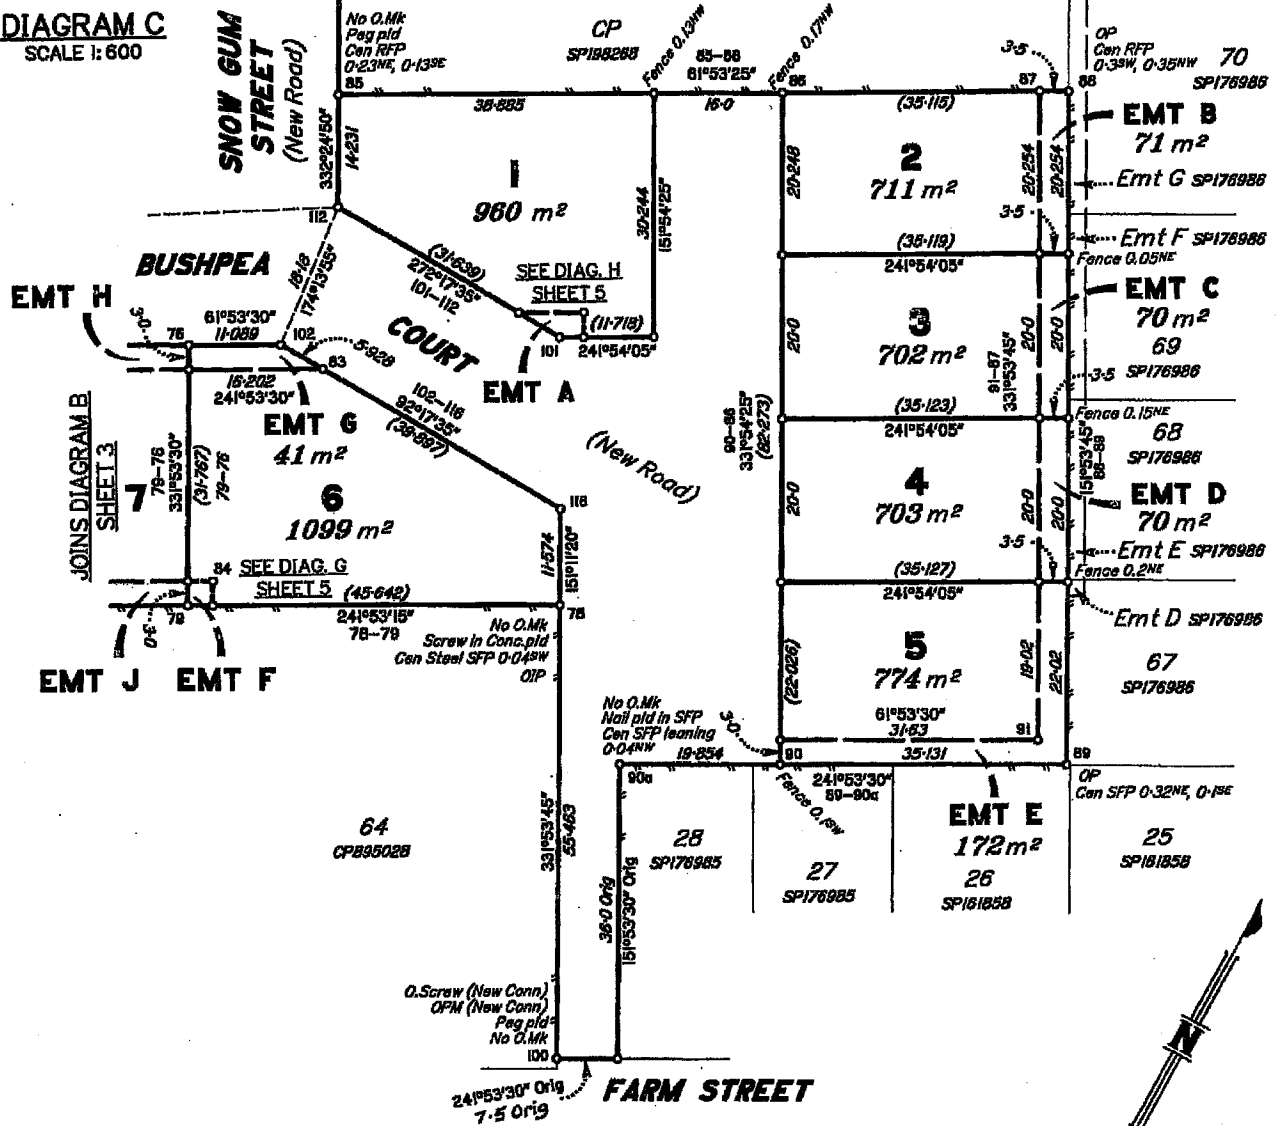 DIAGRAM C
SCALE 1:600
SNOW GUM
STREET
(New Road)
No O.Mk
Peg pld
Cen RFP
0·23NE, 0·13SE
85
CP
SP198268
Fence 0.13NW
85-86
61°53'25"
Fence 0.17NW
86
3·5
87
OP
Cen RFP
0·3SW, 0·35NW
88
70
SP176986
38·885
16·0
(35·115)
332°24'50"
14·231
1
960 m²
30·244
151°54'25"
20·248
2
711 m²
20·254
20·254
EMT B
71 m²
Emt G SP176986
3·5
Emt F SP176986
Fence 0.05NE
112
BUSHPEA
18·18
174°13'55"
(31·639)
272°17'35"
101-112
SEE DIAG. H
SHEET 5
(35·119)
241°54'05"
EMT H
3·0
76
61°53'30"
11·089
102
5·928
83
COURT
101
(11·715)
241°54'05"
EMT A
20·0
3
702 m²
91-87
331°53'45"
20·0
20·0
EMT C
70 m²
69
SP176986
3·5
16·202
241°53'30"
EMT G
41 m²
102-116
92°17'35"
(38·897)
(New Road)
90-86
331°54'25"
(82·273)
(35·123)
241°54'05"
Fence 0.15NE
68
SP176986
151°53'45"
88-89
JOINS DIAGRAM B
SHEET 3
7
79-76
331°53'30"
(31·767)
79-76
6
1099 m²
116
11·574
151°11'20"
20·0
4
703 m²
20·0
20·0
EMT D
70 m²
3·5
Emt E SP176986
Fence 0.2NE
84
SEE DIAG. G
SHEET 5
(45·642)
241°53'15"
78-79
79
3·0
78
EMT J
EMT F
No O.Mk
Screw in Conc.pld
Cen Steel SFP 0·04SW
OIP
(35·127)
241°54'05"
Emt D SP176986
(22·026)
5
774 m²
19·02
22·02
67
SP176986
61°53'30"
31·63
91
No O.Mk
Nail pld in SFP
Cen SFP leaning
0·04NW
3·0
19·854
90a
90
35·131
241°53'30"
89-90a
89
Fence 0.1SW
OP
Cen SFP 0·32NE, 0·1SE
EMT E
172 m²
64
CP895028
331°53'45"
55·463
28
SP176985
27
SP176985
26
SP161858
25
SP161858
36·0 Orig
151°53'30" Orig
O.Screw (New Conn)
OPM (New Conn)
Peg pld
No O.Mk
100
241°53'30" Orig
7·5 Orig
FARM STREET
N